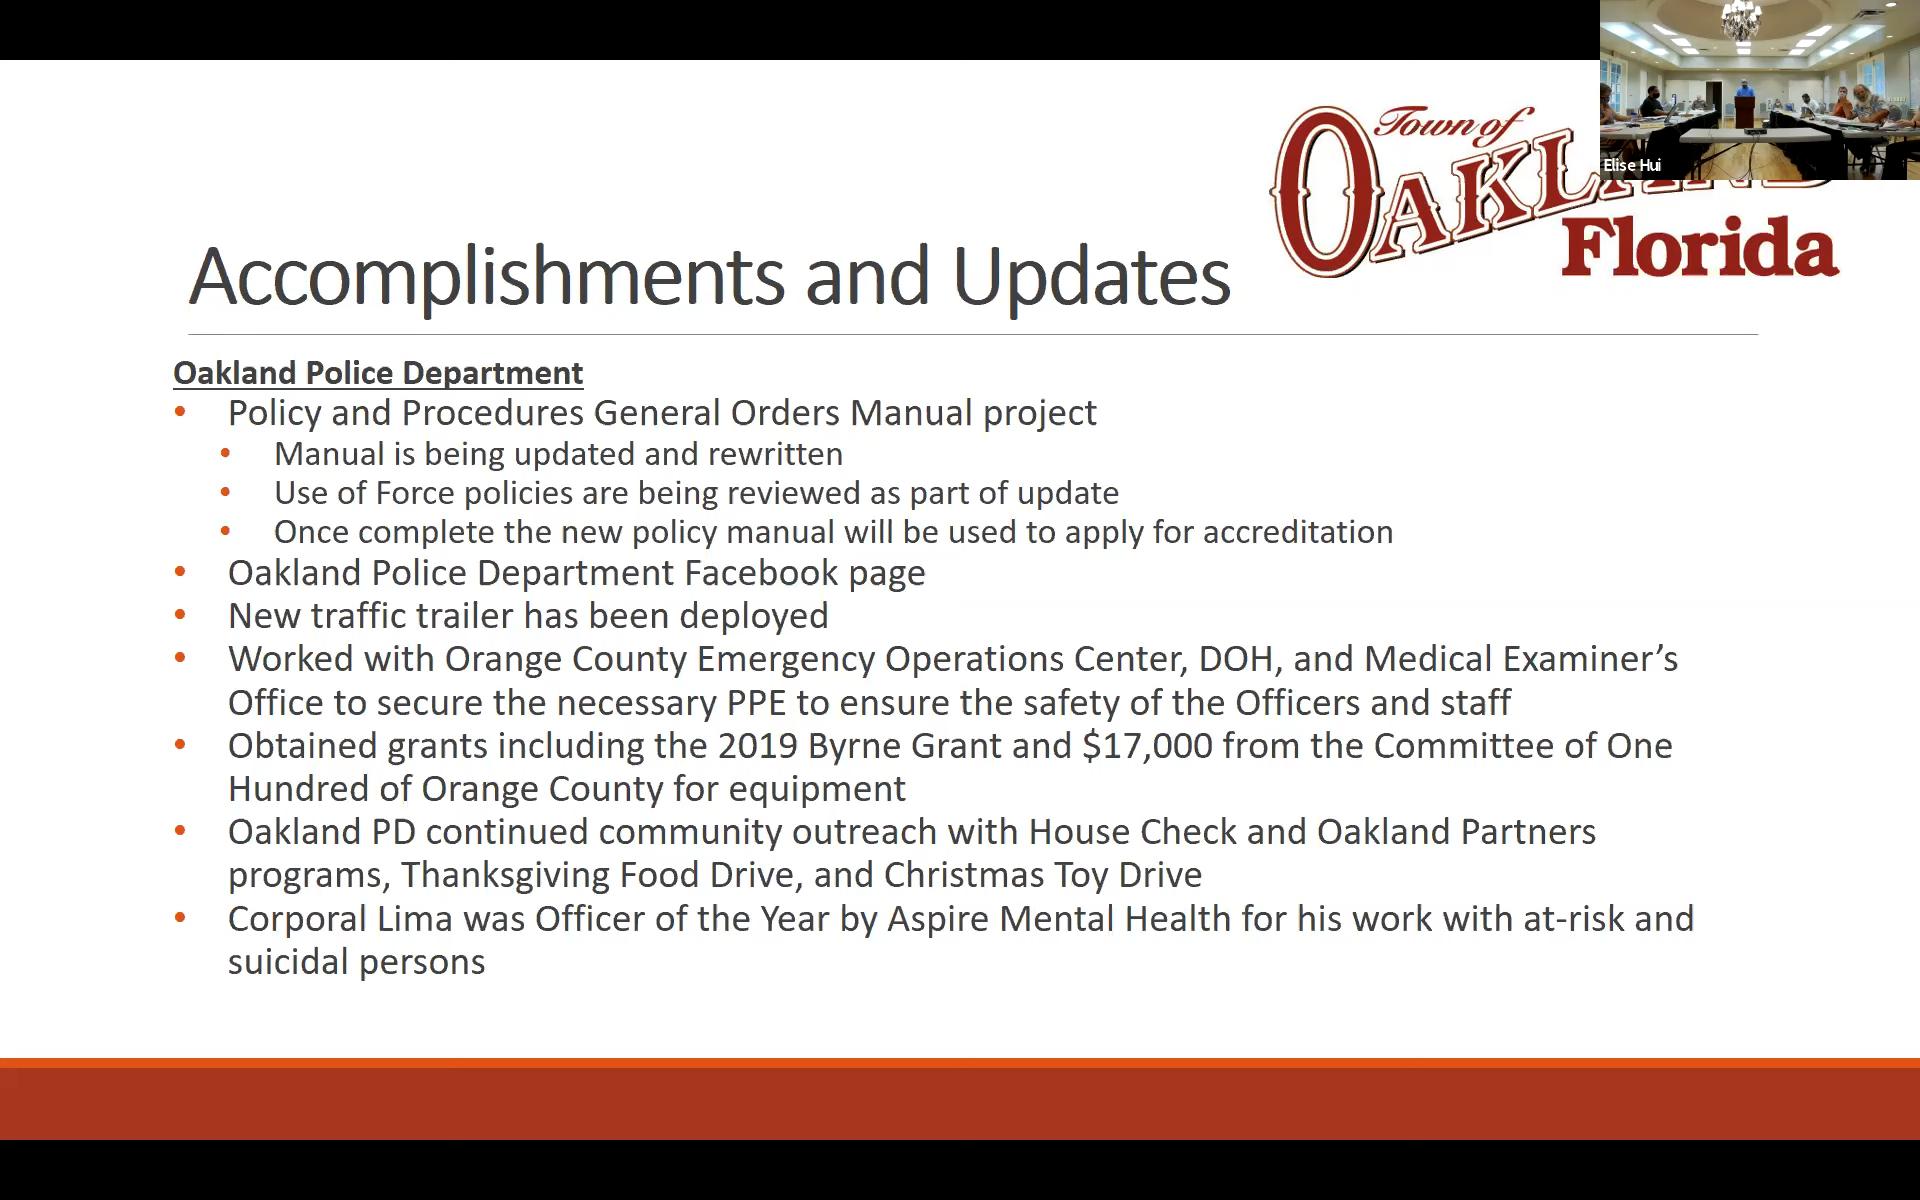 Town of
OAKLAND
Florida
Elise Hui
Accomplishments and Updates
Oakland Police Department
• Policy and Procedures General Orders Manual project
• Manual is being updated and rewritten
• Use of Force policies are being reviewed as part of update
• Once complete the new policy manual will be used to apply for accreditation
• Oakland Police Department Facebook page
• New traffic trailer has been deployed
• Worked with Orange County Emergency Operations Center, DOH, and Medical Examiner’s
Office to secure the necessary PPE to ensure the safety of the Officers and staff
• Obtained grants including the 2019 Byrne Grant and $17,000 from the Committee of One
Hundred of Orange County for equipment
• Oakland PD continued community outreach with House Check and Oakland Partners
programs, Thanksgiving Food Drive, and Christmas Toy Drive
• Corporal Lima was Officer of the Year by Aspire Mental Health for his work with at-risk and
suicidal persons